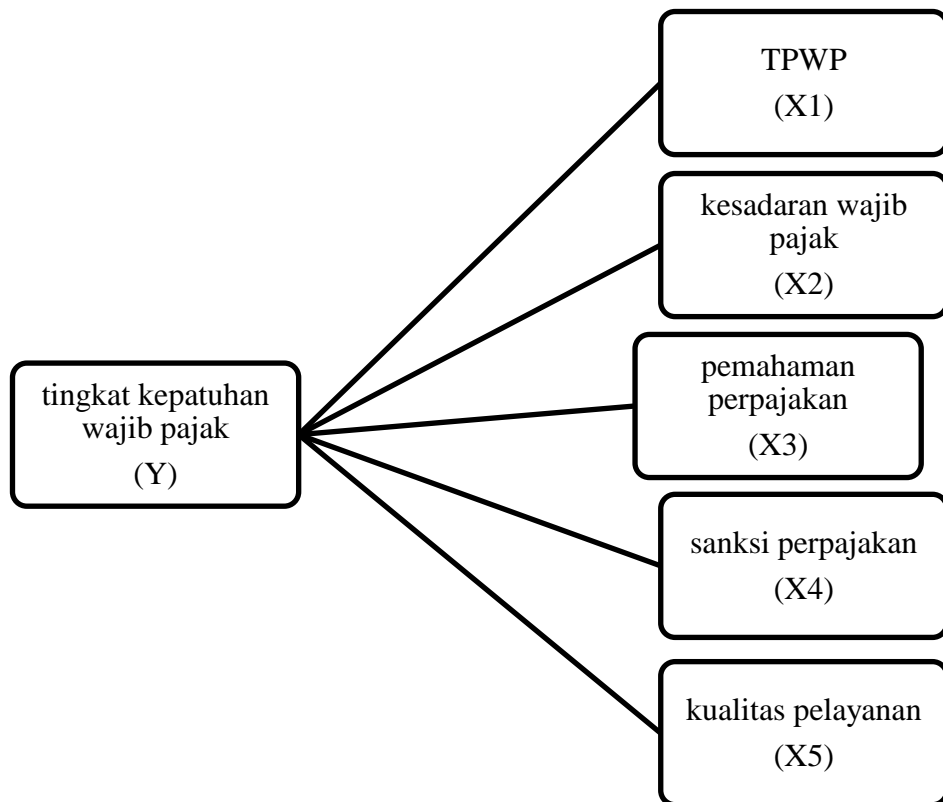 TPWP
(X1)
kesadaran wajib
pajak
(X2)
tingkat kepatuhan
wajib pajak
(Y)
pemahaman
perpajakan
(X3)
sanksi perpajakan
(X4)
kualitas pelayanan
(X5)